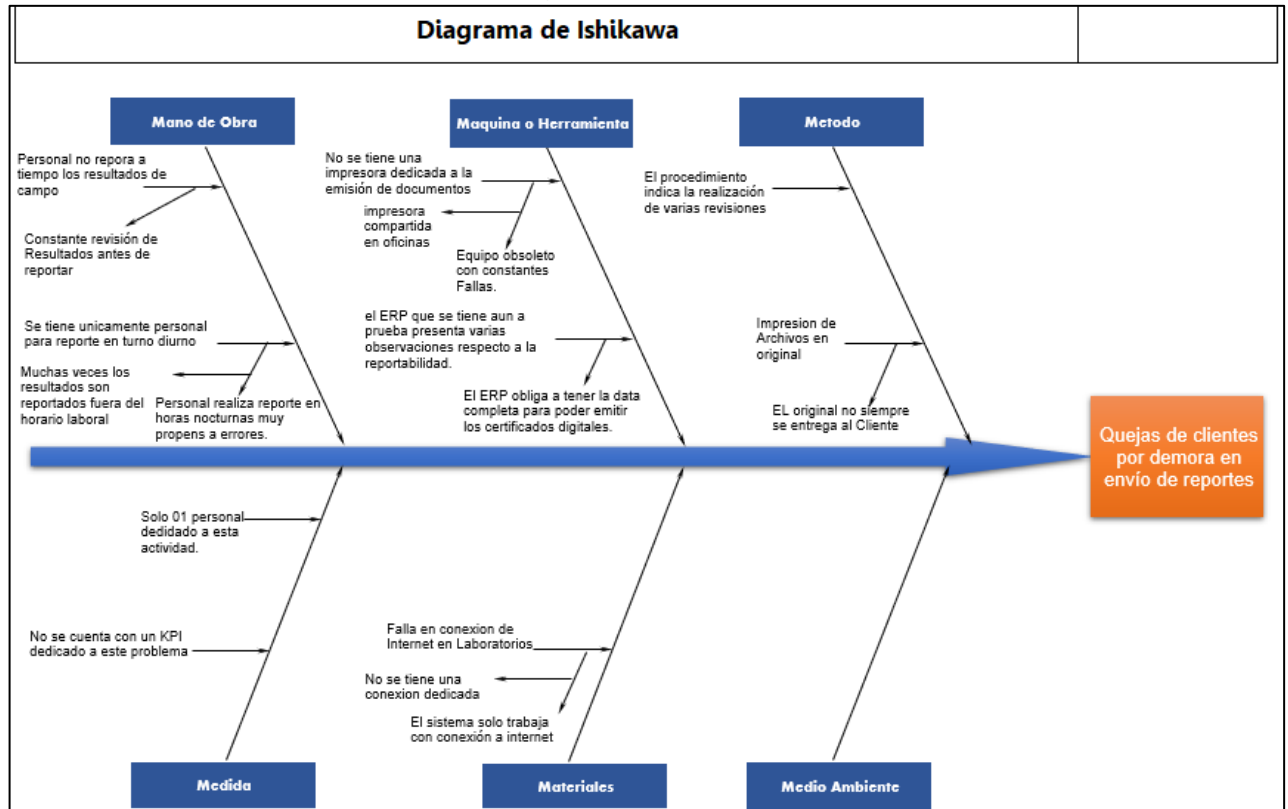 Diagrama de Ishikawa
Mano de Obra
Maquina o Herramienta
Metodo
Personal no repora a
tiempo los resultados de
campo
Constante revisión de
Resultados antes de
reportar
Se tiene unicamente personal
para reporte en turno diurno
Muchas veces los
resultados son
reportados fuera del
horario laboral
Personal realiza reporte en
horas nocturnas muy
propens a errores.
No se tiene una
impresora dedicada a la
emisión de documentos
impresora
compartida
en oficinas
Equipo obsoleto
con constantes
Fallas.
el ERP que se tiene aun a
prueba presenta varias
observaciones respecto a la
reportabilidad.
El ERP obliga a tener la data
completa para poder emitir
los certificados digitales.
El procedimiento
indica la realización
de varias revisiones
Impresion de
Archivos en
original
EL original no siempre
se entrega al Cliente
Quejas de clientes
por demora en
envío de reportes
Solo 01 personal
dedidado a esta
actividad.
No se cuenta con un KPI
dedicado a este problema
Falla en conexion de
Internet en Laboratorios
No se tiene una
conexion dedicada
El sistema solo trabaja
con conexión a internet
Medida
Materiales
Medio Ambiente